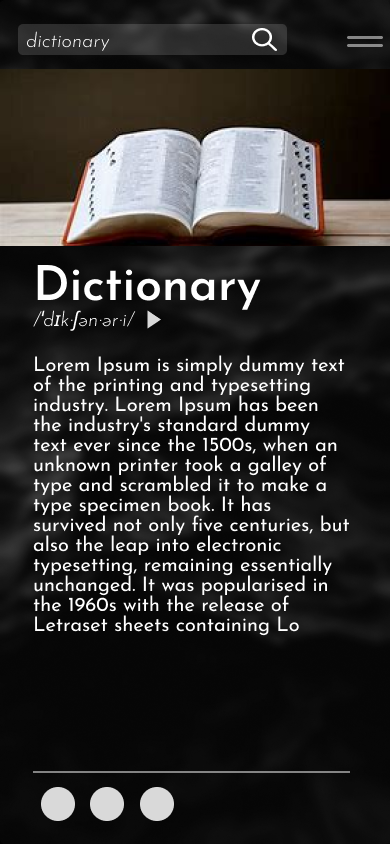 dictionary
Dictionary
/ˈdɪk·ʃən·ər·i/
Lorem Ipsum is simply dummy text
of the printing and typesetting
industry. Lorem Ipsum has been
the industry's standard dummy
text ever since the 1500s, when an
unknown printer took a galley of
type and scrambled it to make a
type specimen book. It has
survived not only five centuries, but
also the leap into electronic
typesetting, remaining essentially
unchanged. It was popularised in
the 1960s with the release of
Letraset sheets containing Lo